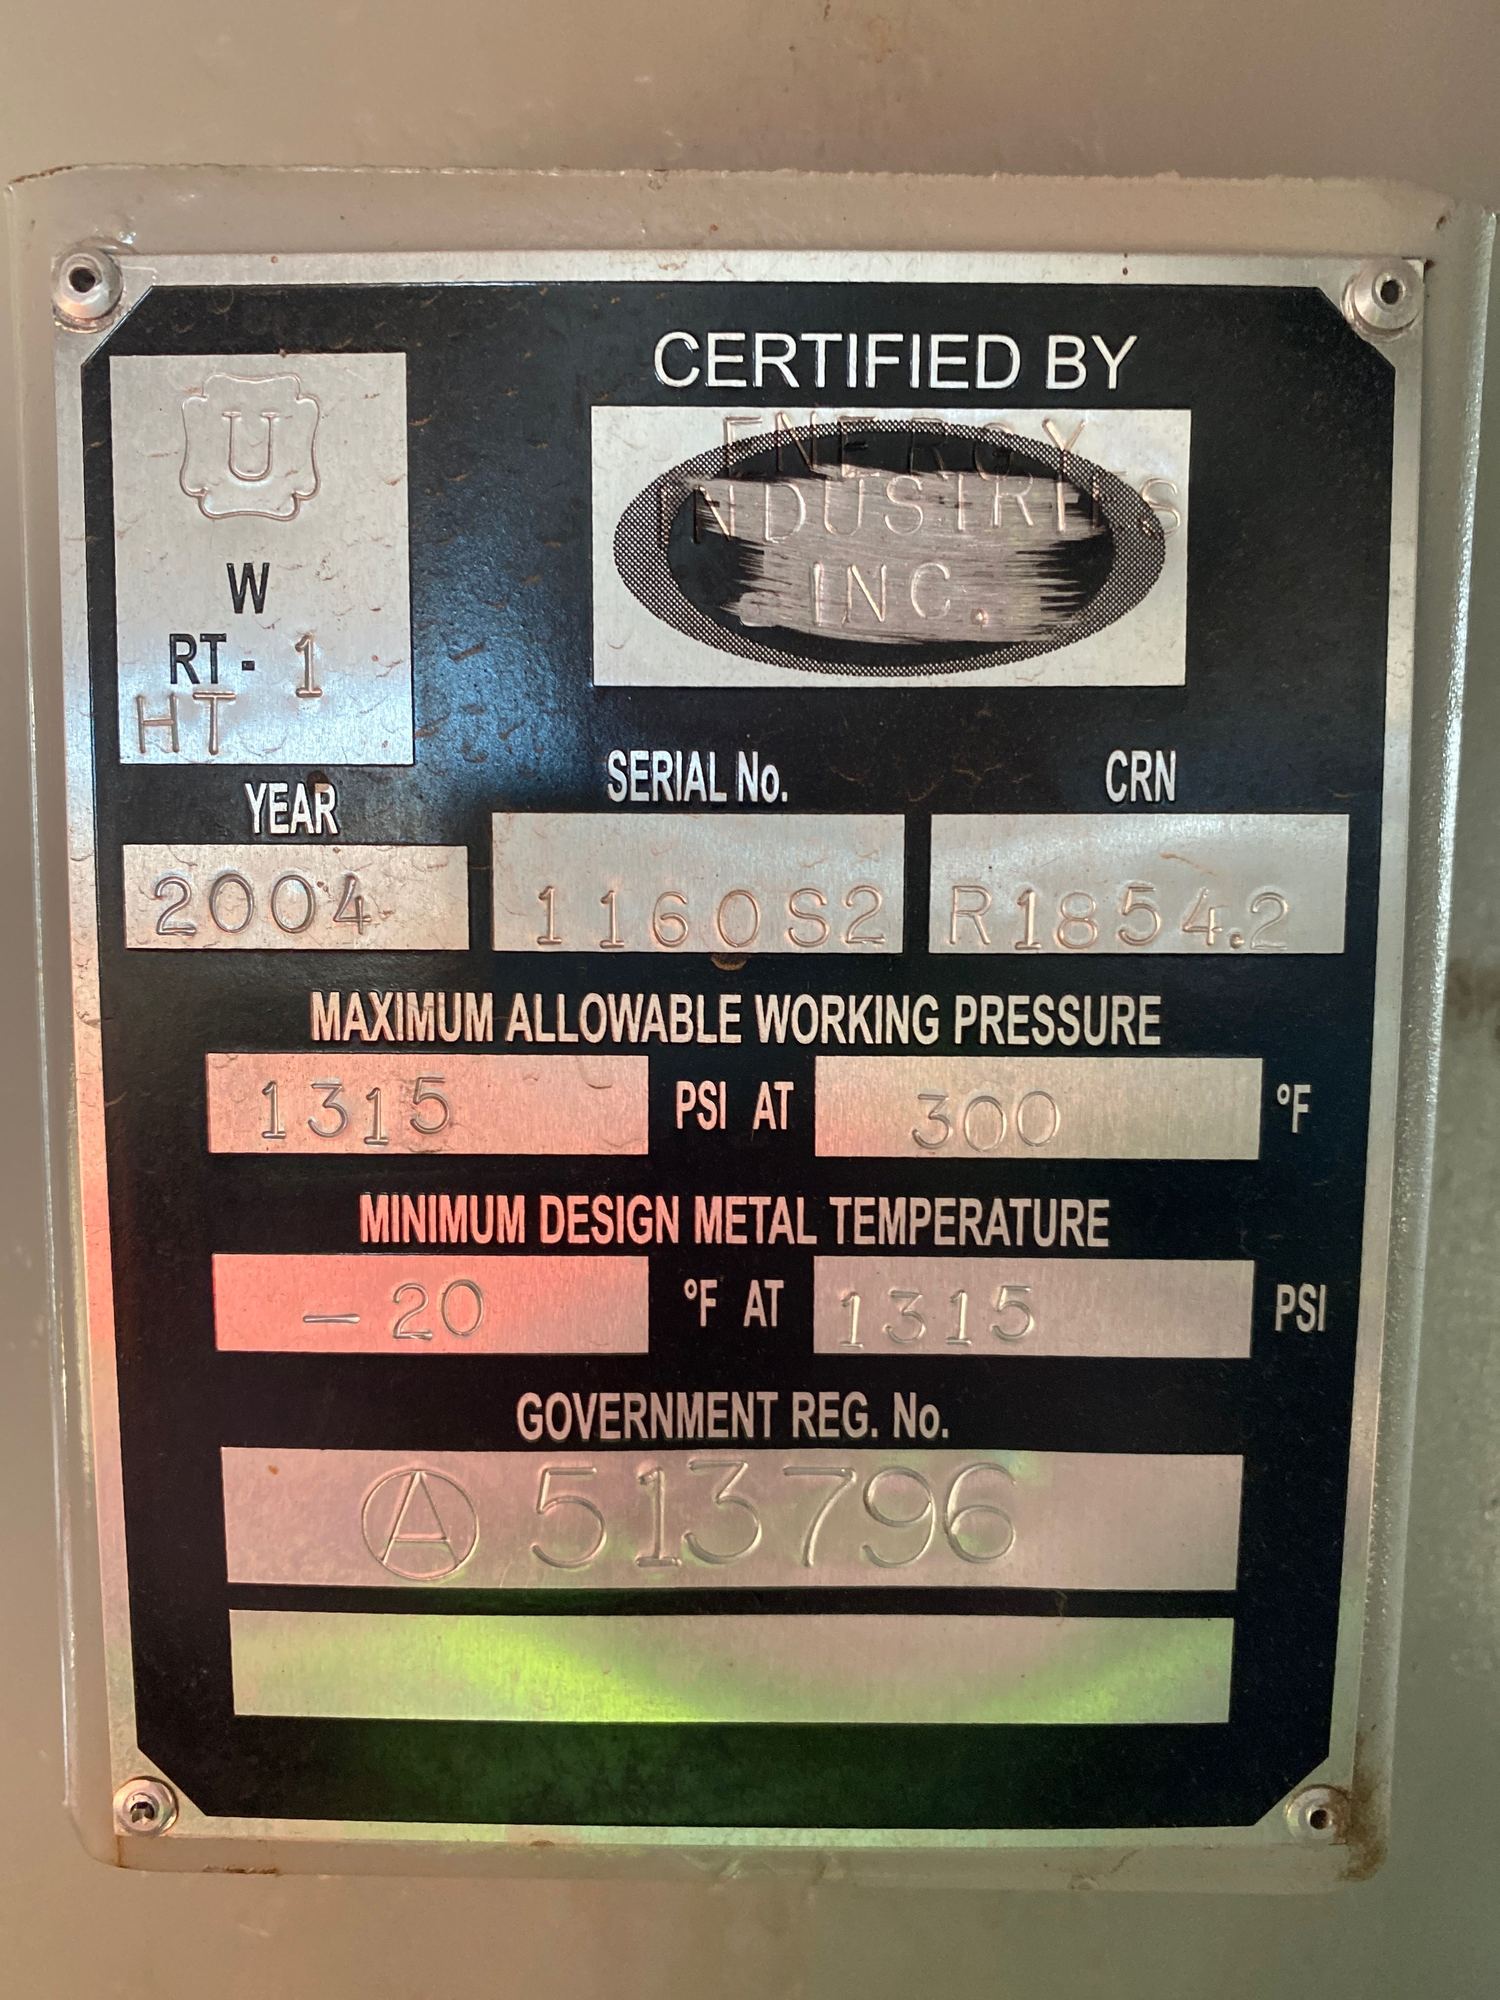 U
W
RT- 1
HT
CERTIFIED BY
ENERGY
INDUSTRIES
INC.
YEAR
2004
SERIAL No.
1160S2
CRN
R1854.2
MAXIMUM ALLOWABLE WORKING PRESSURE
1315 PSI AT 300 °F
MINIMUM DESIGN METAL TEMPERATURE
-20 °F AT 1315 PSI
GOVERNMENT REG. No.
Ⓐ 513796